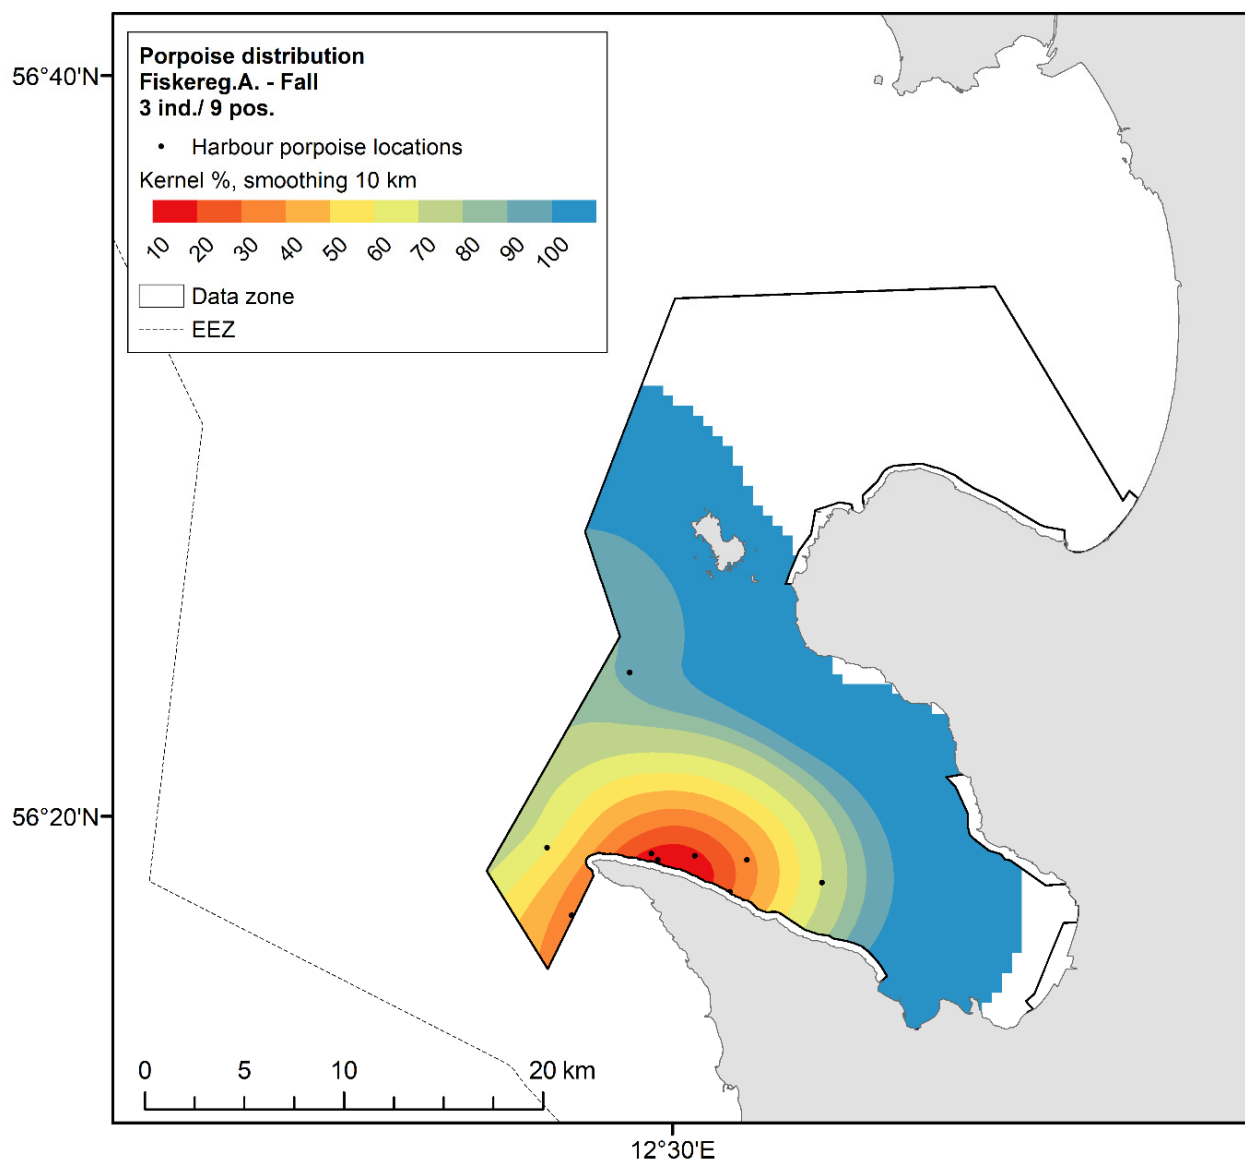 Porpoise distribution
Fiskereg.A. - Fall
3 ind./ 9 pos.
Harbour porpoise locations
Kernel %, smoothing 10 km
10 20 30 40 50 60 70 80 90 100
Data zone
EEZ
56°40'N
56°20'N
0 5 10 20 km
12°30'E